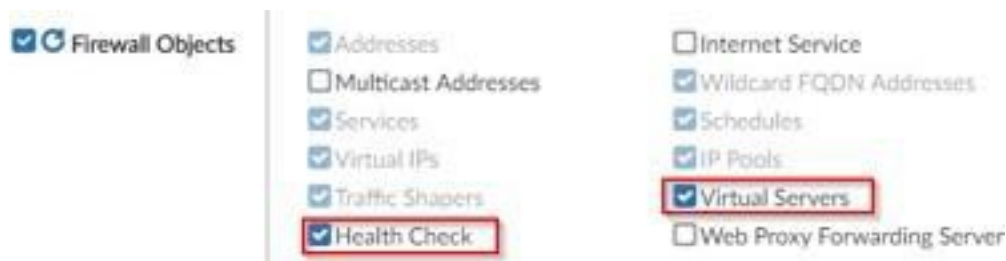 Firewall Objects
Addresses
Internet Service
Multicast Addresses
Wildcard FQDN Addresses
Services
Schedules
Virtual IPs
IP Pools
Traffic Shapers
Virtual Servers
Health Check
Web Proxy Forwarding Server